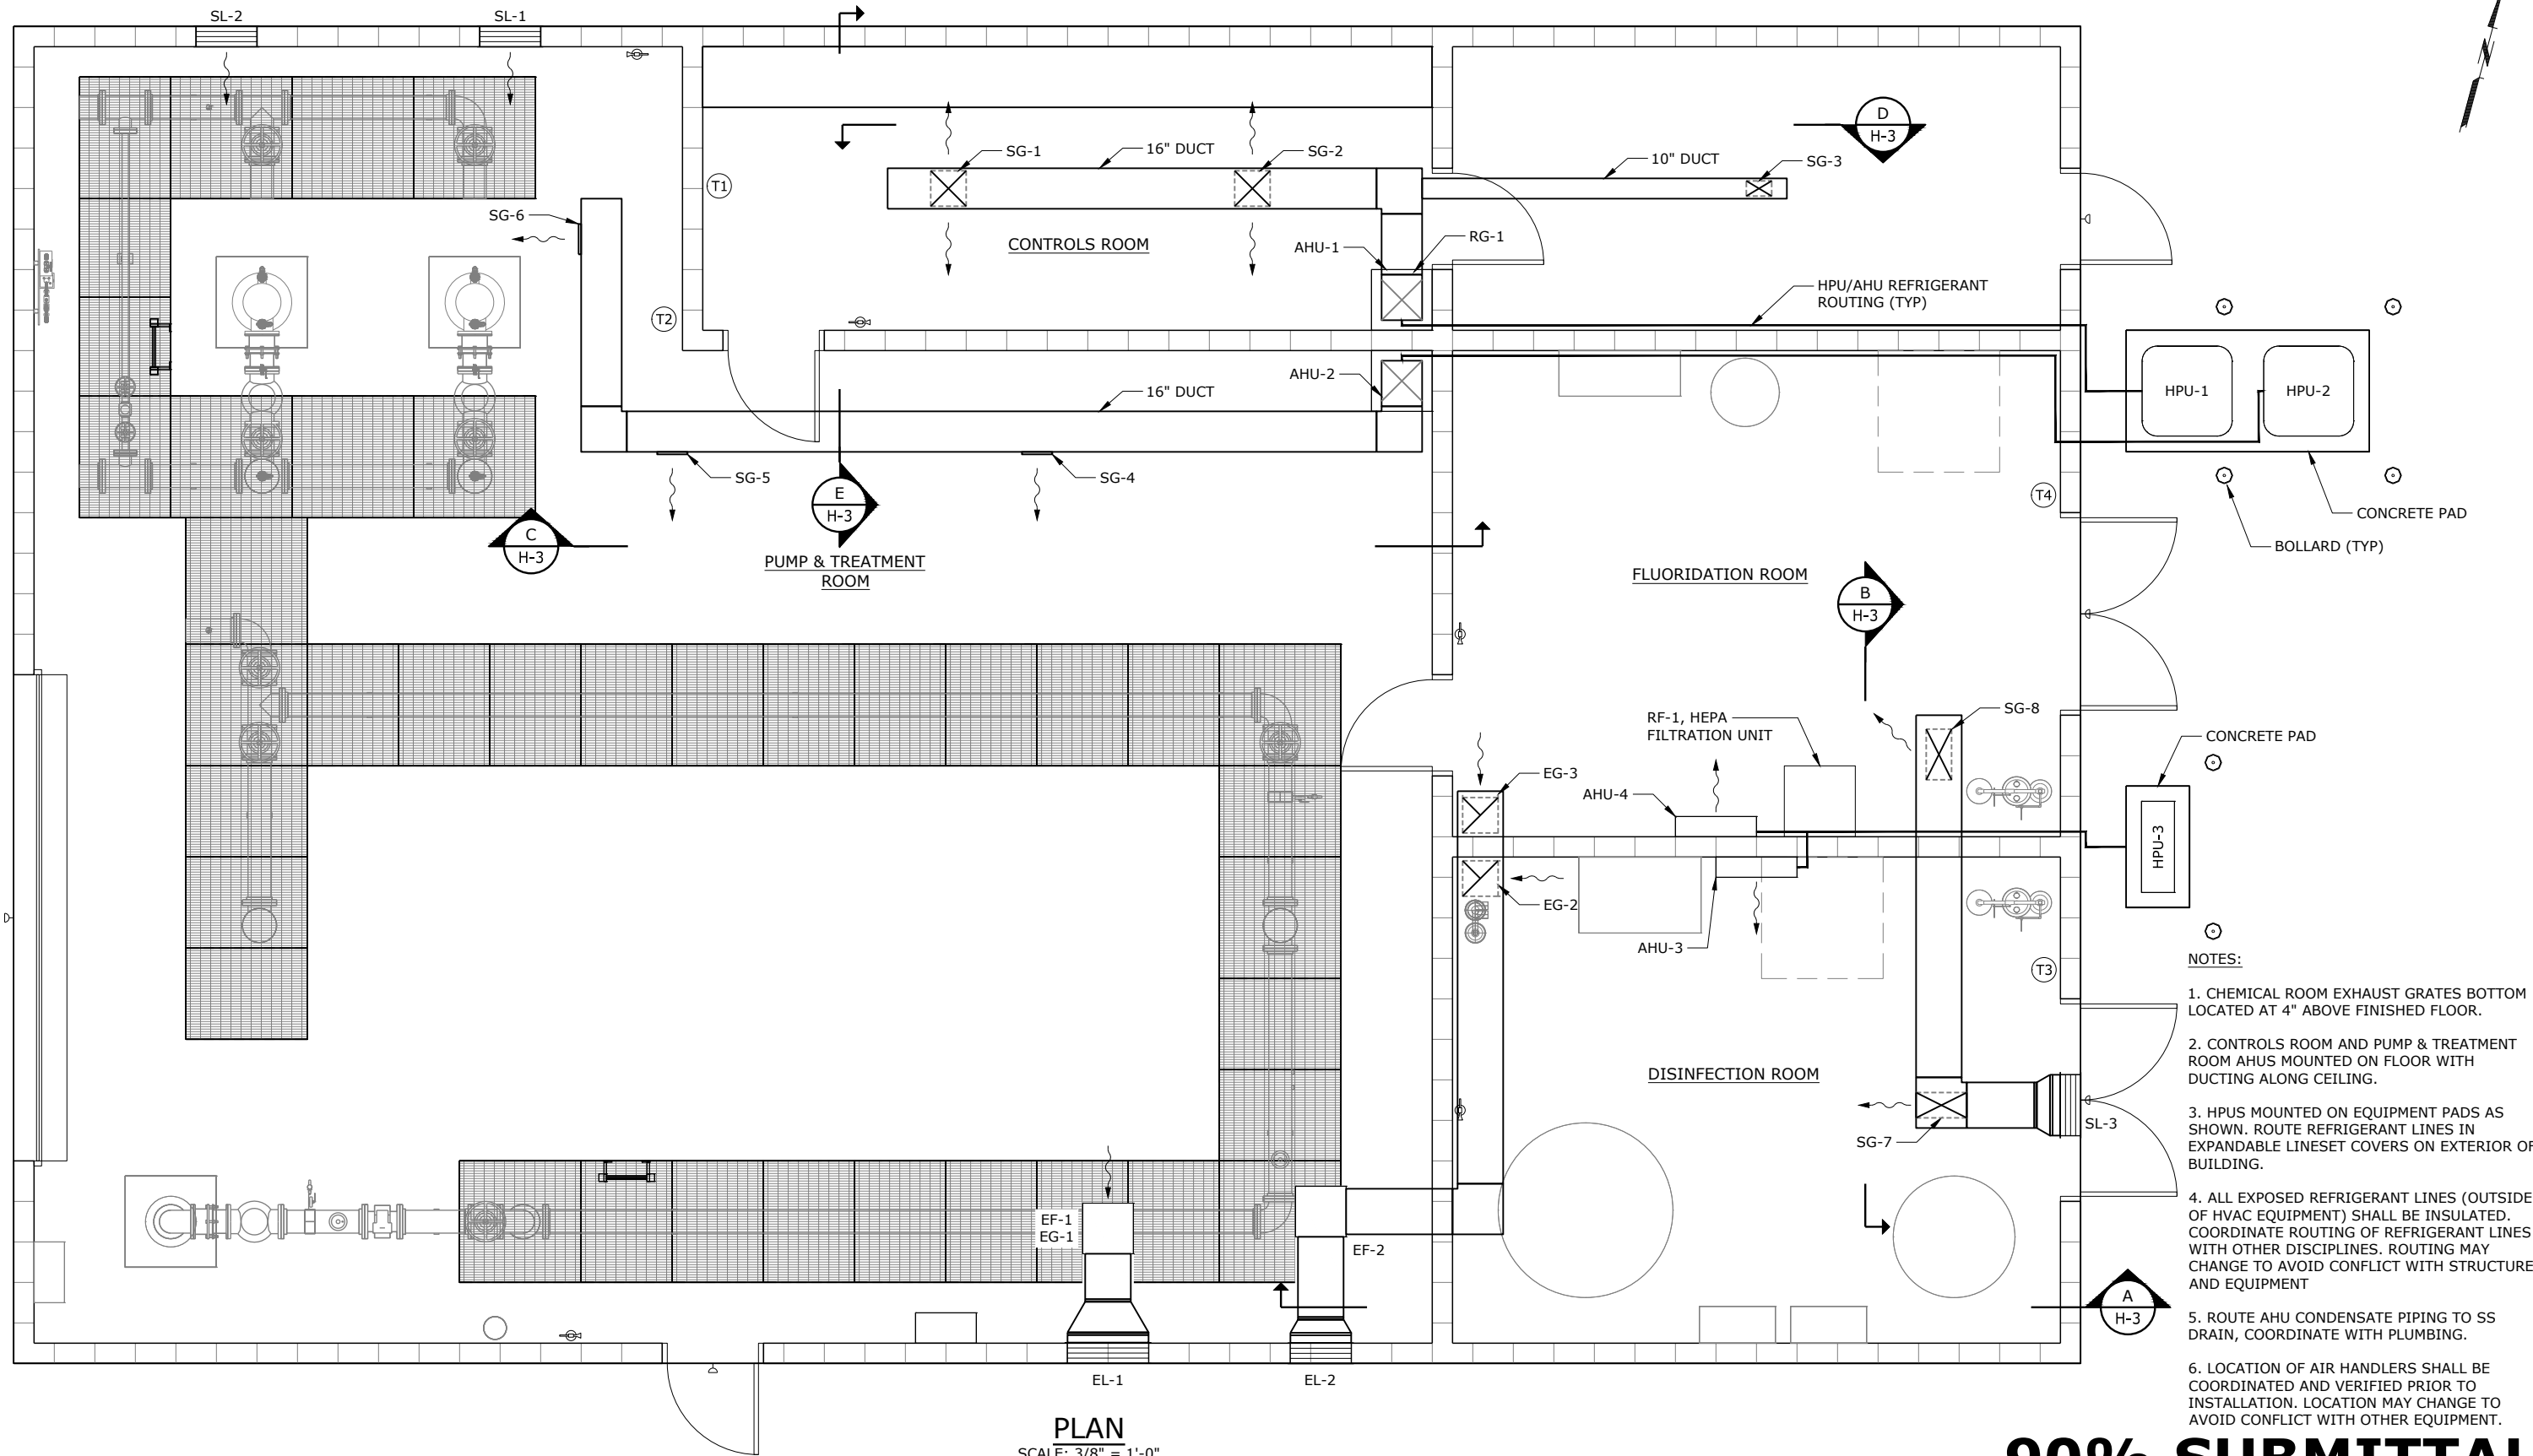 SL-2
SL-1
D
H-3
SG-1
16" DUCT
SG-2
10" DUCT
SG-3
T1
SG-6
CONTROLS ROOM
AHU-1
RG-1
HPU/AHU REFRIGERANT
ROUTING (TYP)
T2
AHU-2
16" DUCT
HPU-1
HPU-2
SG-5
SG-4
E
H-3
T4
CONCRETE PAD
C
H-3
BOLLARD (TYP)
PUMP & TREATMENT
ROOM
FLUORIDATION ROOM
B
H-3
SG-8
RF-1, HEPA
FILTRATION UNIT
CONCRETE PAD
EG-3
AHU-4
HPU-3
EG-2
AHU-3
T3
DISINFECTION ROOM
SL-3
SG-7
EF-1
EG-1
EF-2
A
H-3
EL-1
EL-2
NOTES:
1. CHEMICAL ROOM EXHAUST GRATES BOTTOM
LOCATED AT 4" ABOVE FINISHED FLOOR.
2. CONTROLS ROOM AND PUMP & TREATMENT
ROOM AHUS MOUNTED ON FLOOR WITH
DUCTING ALONG CEILING.
3. HPUS MOUNTED ON EQUIPMENT PADS AS
SHOWN. ROUTE REFRIGERANT LINES IN
EXPANDABLE LINESET COVERS ON EXTERIOR OF
BUILDING.
4. ALL EXPOSED REFRIGERANT LINES (OUTSIDE
OF HVAC EQUIPMENT) SHALL BE INSULATED.
COORDINATE ROUTING OF REFRIGERANT LINES
WITH OTHER DISCIPLINES. ROUTING MAY
CHANGE TO AVOID CONFLICT WITH STRUCTURE
AND EQUIPMENT
5. ROUTE AHU CONDENSATE PIPING TO SS
DRAIN, COORDINATE WITH PLUMBING.
6. LOCATION OF AIR HANDLERS SHALL BE
COORDINATED AND VERIFIED PRIOR TO
INSTALLATION. LOCATION MAY CHANGE TO
AVOID CONFLICT WITH OTHER EQUIPMENT.
PLAN
SCALE: 3/8" = 1'-0"
90% SUBMITTAL